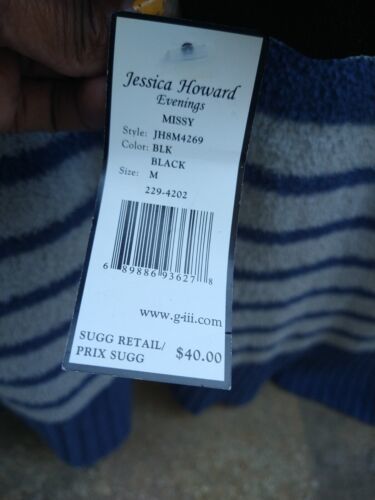 Jessica Howard
Evenings
MISSY
Style: JH8M4269
Color: BLK
BLACK
Size: M
229-4202
6 89886 93627 8
www.g-iii.com
SUGG RETAIL/
PRIX SUGG $40.00